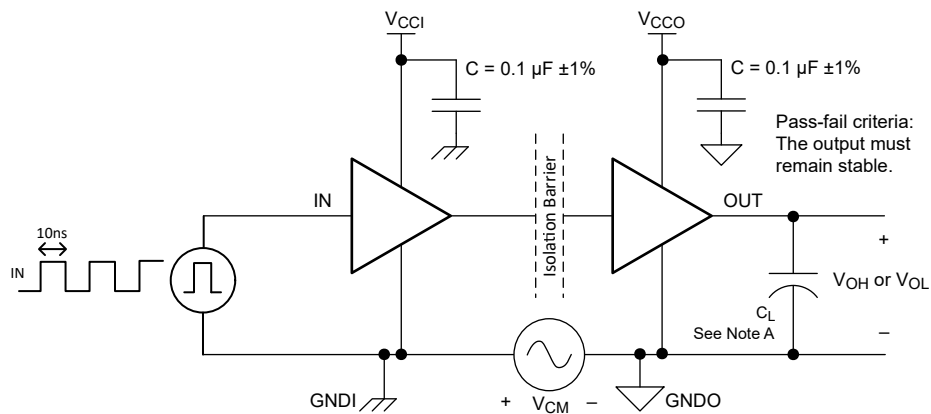 VCCI
VCCO
C = 0.1 µF ±1%
C = 0.1 µF ±1%
Pass-fail criteria:
The output must
remain stable.
Isolation Barrier
IN
OUT
10ns
IN
+
VOH or VOL
–
CL
See Note A
GNDI
+ VCM –
GNDO